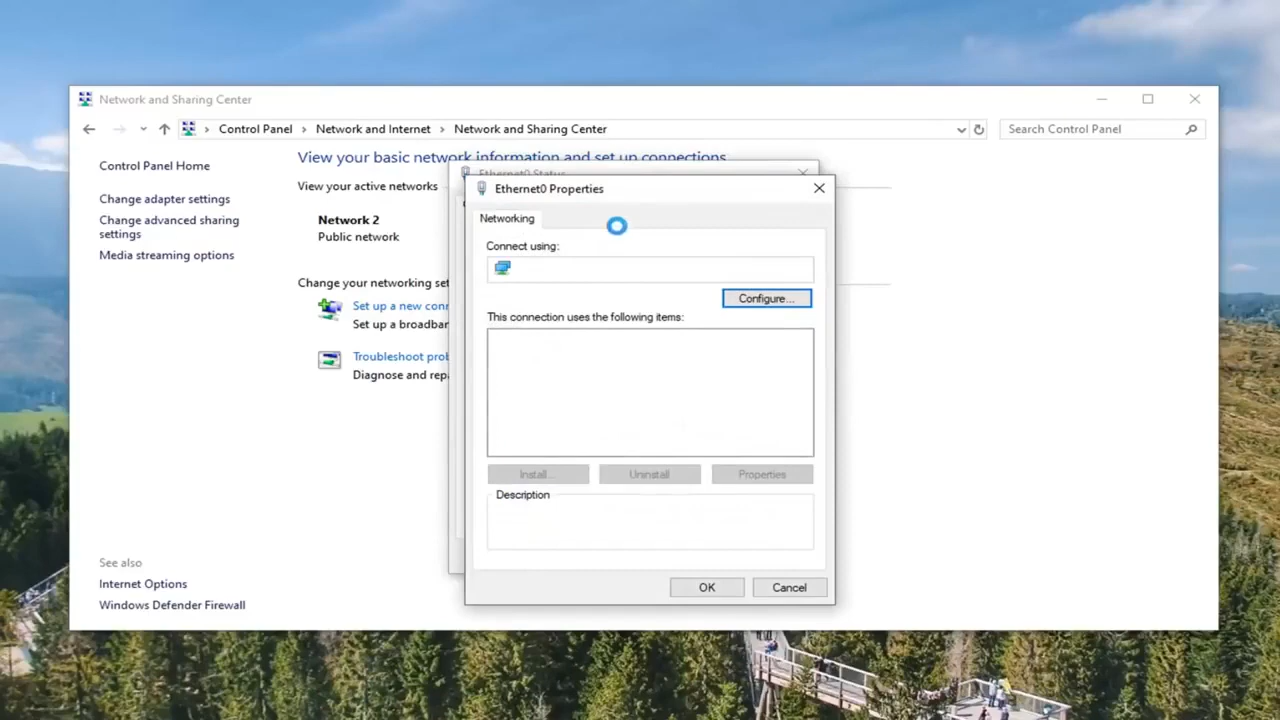 Network and Sharing Center
Control Panel
Network and Internet
Network and Sharing Center
Search Control Panel
Control Panel Home
Change adapter settings
Change advanced sharing
settings
Media streaming options
See also
Internet Options
Windows Defender Firewall
View your basic network information and set up connections
View your active networks
Network 2
Public network
Change your networking set
Set up a new conn
Set up a broadban
Troubleshoot prob
Diagnose and repa
Ethernet0 Status
Ethernet0 Properties
Networking
Connect using:
Configure...
This connection uses the following items:
Install...
Uninstall
Properties
Description
OK
Cancel